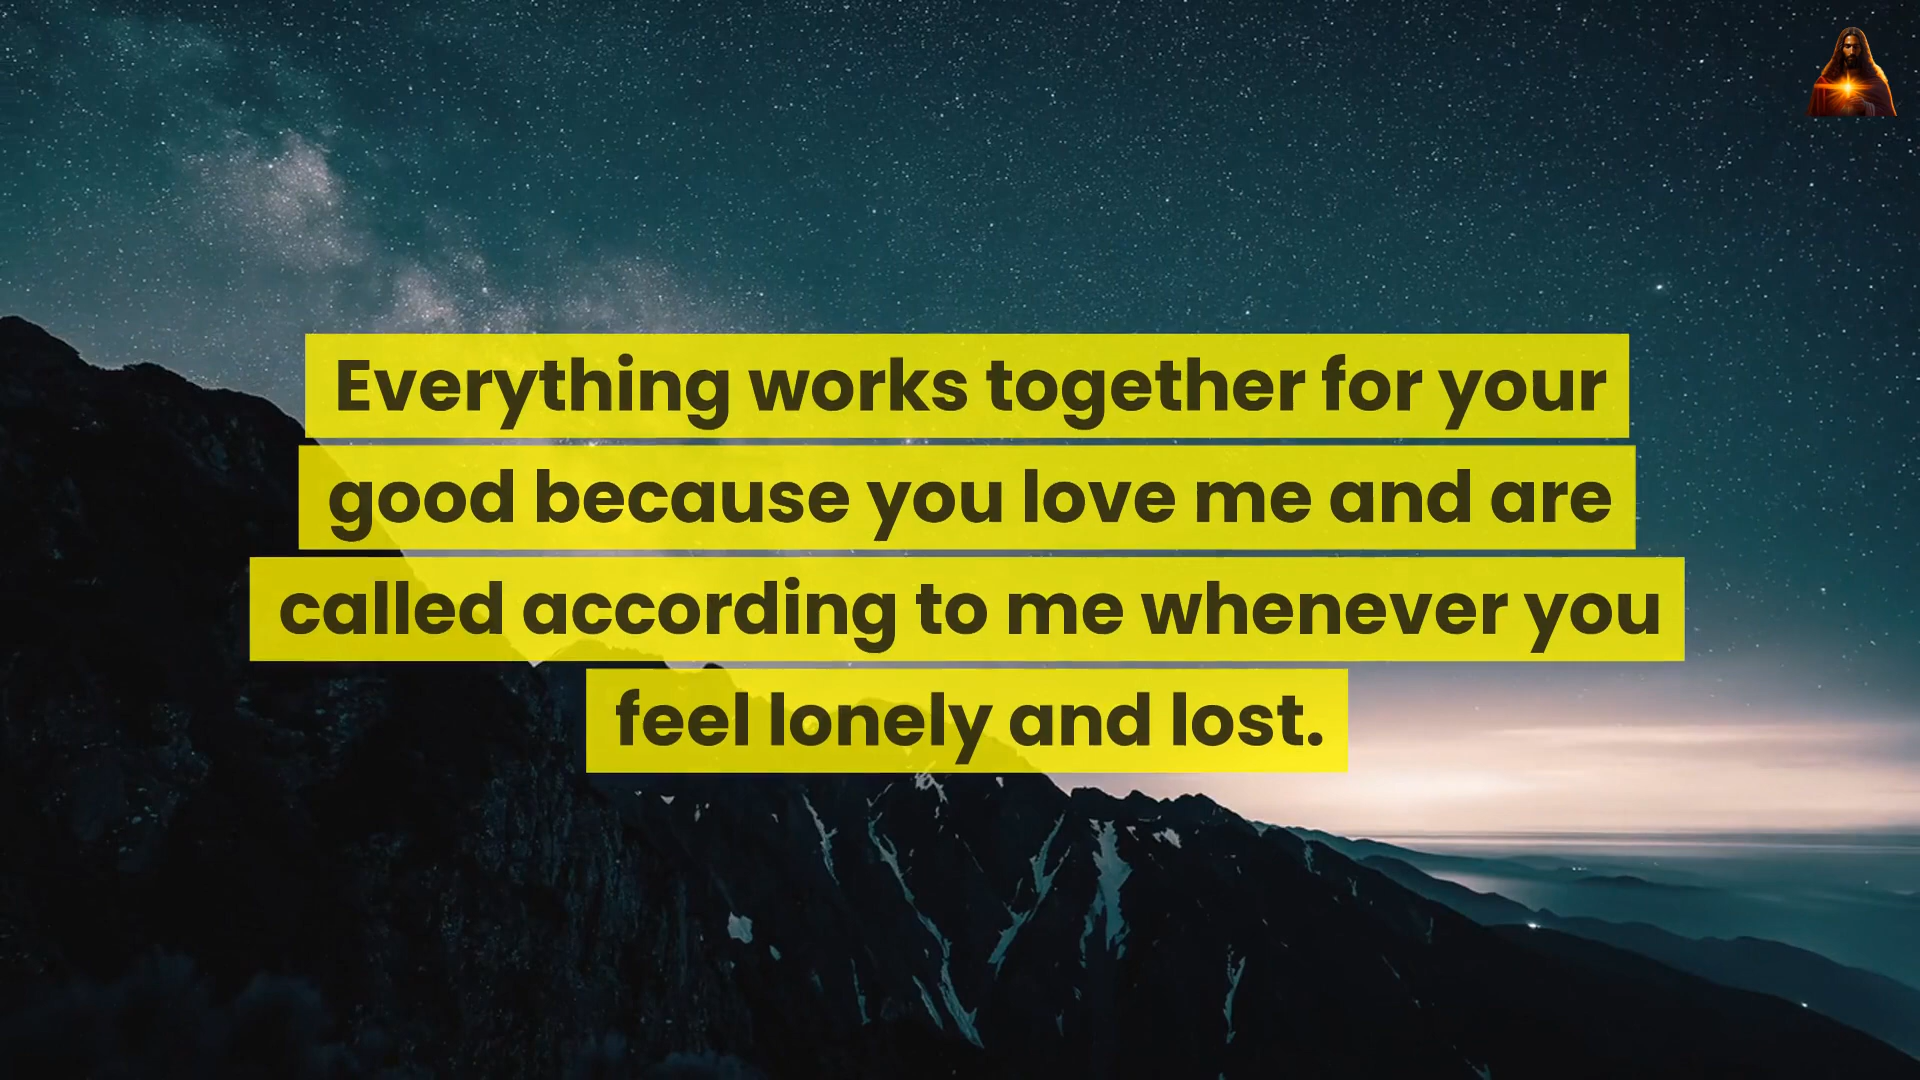 Everything works together for your
good because you love me and are
called according to me whenever you
feel lonely and lost.